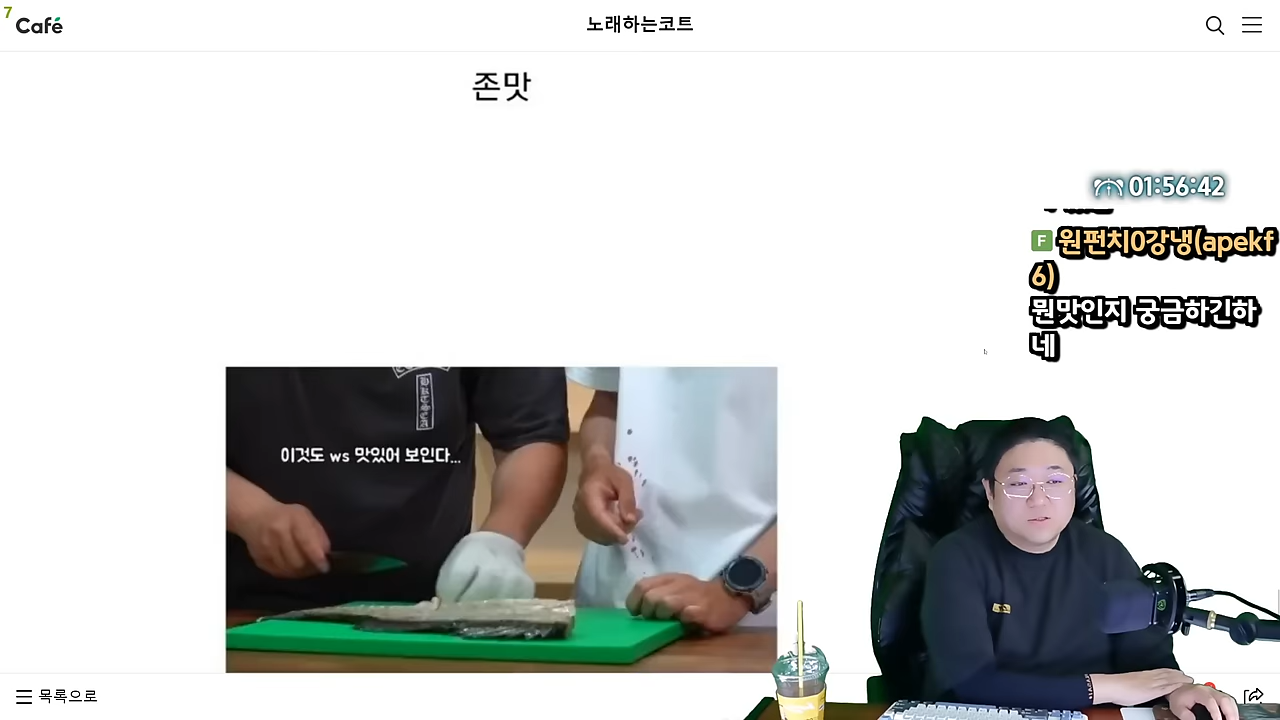 7
Café
노래하는코트
존맛
01:56:42
F 원펀치0강냉(apekf
6)
뭔맛인지 궁금하긴하
네
이것도 ws 맛있어 보인다...
목록으로